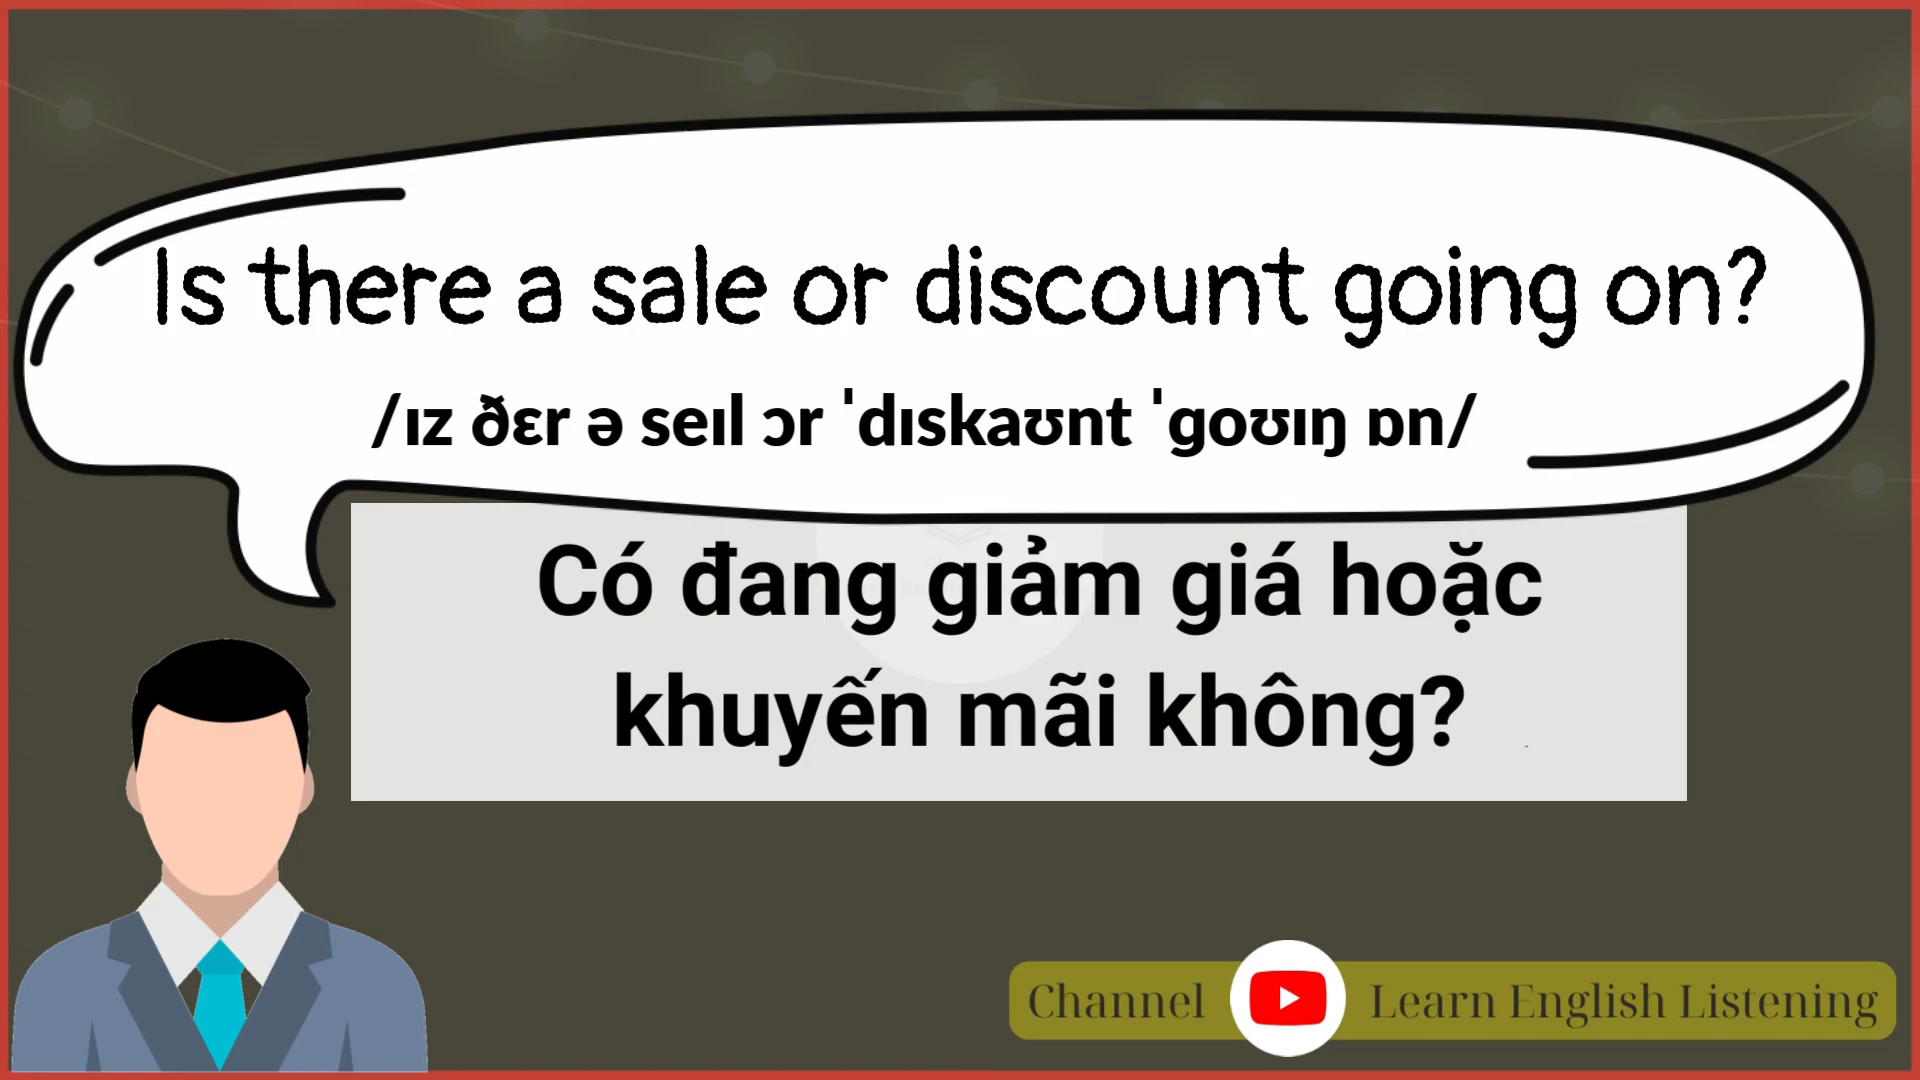 Is there a sale or discount going on?
/ɪz ðɛr ə seɪl ɔr ˈdɪskaʊnt ˈɡoʊɪŋ ɒn/
Có đang giảm giá hoặc
khuyến mãi không?
Channel Learn English Listening